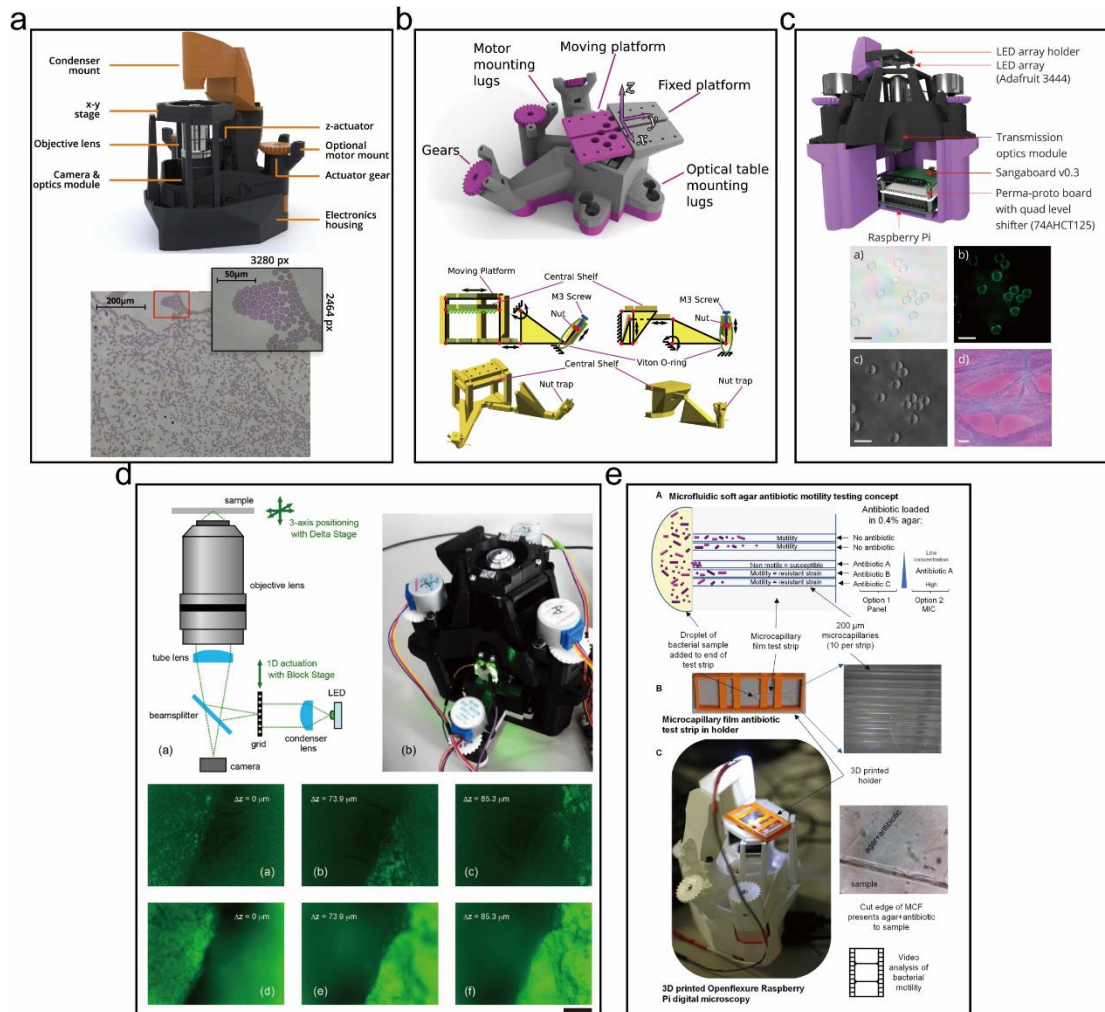 a
Condenser
mount
x-y
stage
Objective lens
Camera &
optics module
z-actuator
Optional
motor mount
Actuator gear
Electronics
housing
3280 px
50µm
2464 px
200µm
b
Motor
mounting
lugs
Moving platform
Fixed platform
z
y
x
Gears
Optical table
mounting
lugs
Moving Platform
Central Shelf
M3 Screw
Nut
M3 Screw
Nut
Viton O-ring
Central Shelf
Nut trap
Nut trap
c
LED array holder
LED array
(Adafruit 3444)
Transmission
optics module
Sangaboard v0.3
Perma-proto board
with quad level
shifter (74AHCT125)
Raspberry Pi
a)
b)
c)
d)
d
sample
3-axis positioning
with Delta Stage
objective lens
tube lens
1D actuation
with Block Stage
LED
beamsplitter
grid
condenser
lens
(a)
camera
(b)
Δz = 0 µm
(a)
Δz = 73.9 µm
(b)
Δz = 85.3 µm
(c)
Δz = 0 µm
(d)
Δz = 73.9 µm
(e)
Δz = 85.3 µm
(f)
e
A Microfluidic soft agar antibiotic motility testing concept
Antibiotic loaded
in 0.4% agar:
Motility
No antibiotic
Motility
No antibiotic
Non motile = susceptible
Antibiotic A
Motility = resistant strain
Antibiotic B
Motility = resistant strain
Antibiotic C
Low
concentration
Antibiotic A
High
Option 1
Panel
Option 2
MIC
Droplet of
bacterial sample
added to end of
test strip
Microcapillary
film test strip
200 µm
microcapillaries
(10 per strip)
B
Microcapillary film antibiotic
test strip in holder
C
3D printed
holder
agar+antibiotic
sample
Cut edge of MCF
presents agar+antibiotic
to sample
Video
analysis of
bacterial
motility
3D printed Openflexure Raspberry
Pi digital microscopy